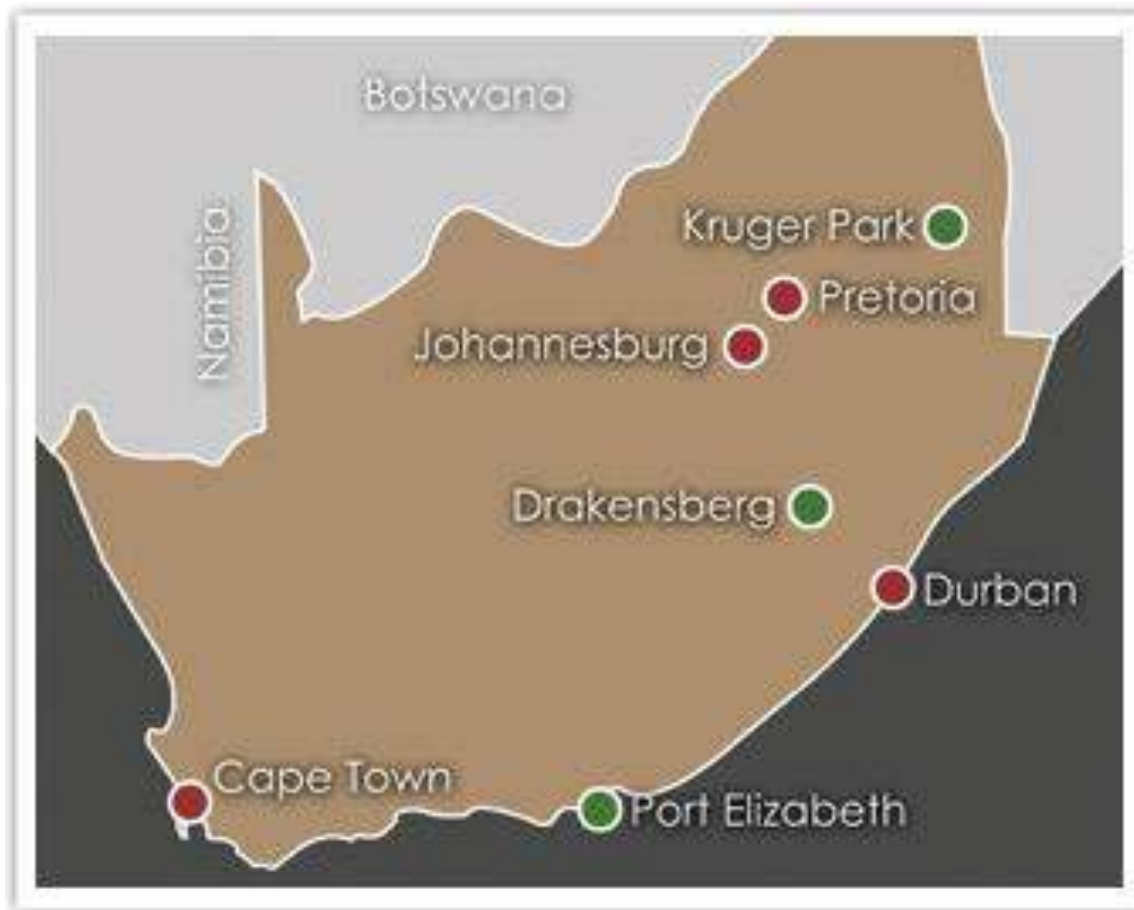 Botswana
Namibia
Kruger Park
Pretoria
Johannesburg
Drakensberg
Durban
Cape Town
Port Elizabeth